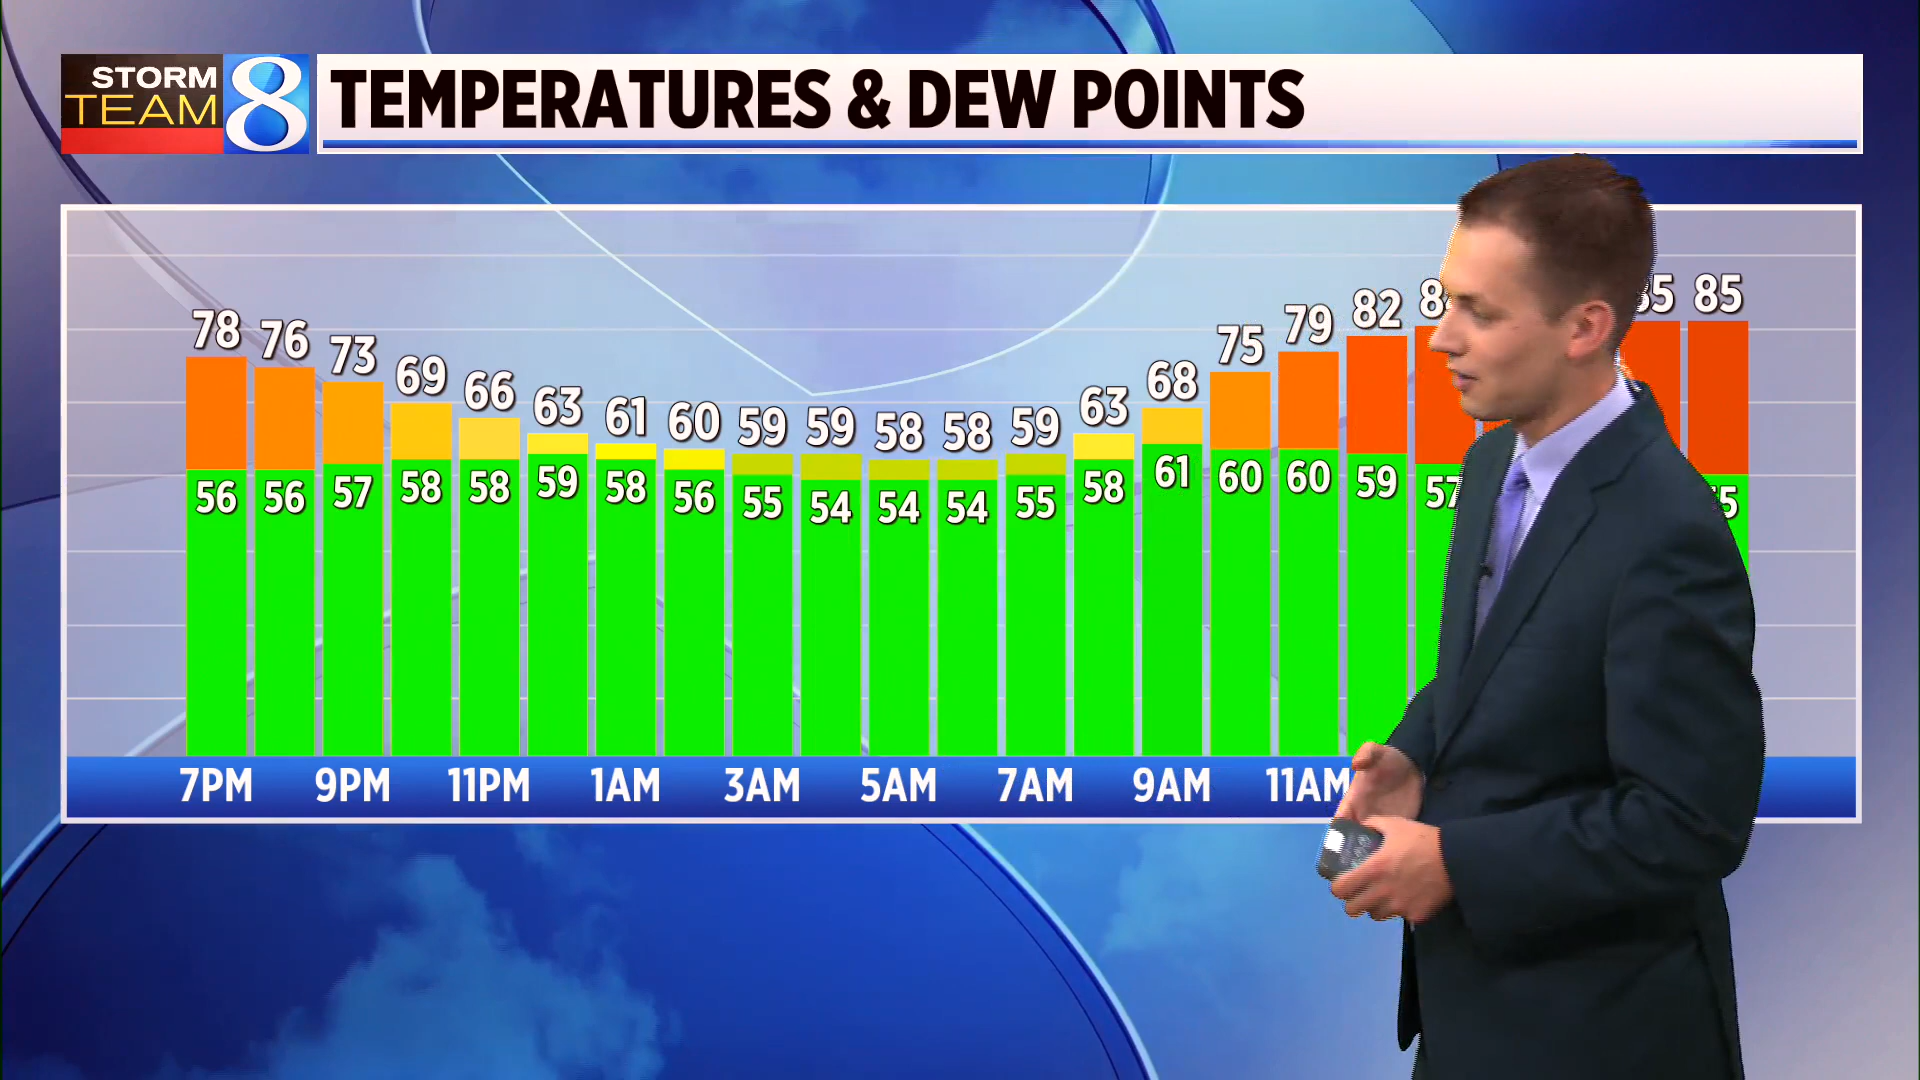 STORM
TEAM 8
TEMPERATURES & DEW POINTS
78 76 73 69 66 63 61 60 59 59 58 58 59 63 68 75 79 82 85
56 56 57 58 58 59 58 56 55 54 54 54 55 58 61 60 60 59 57
7PM 9PM 11PM 1AM 3AM 5AM 7AM 9AM 11AM